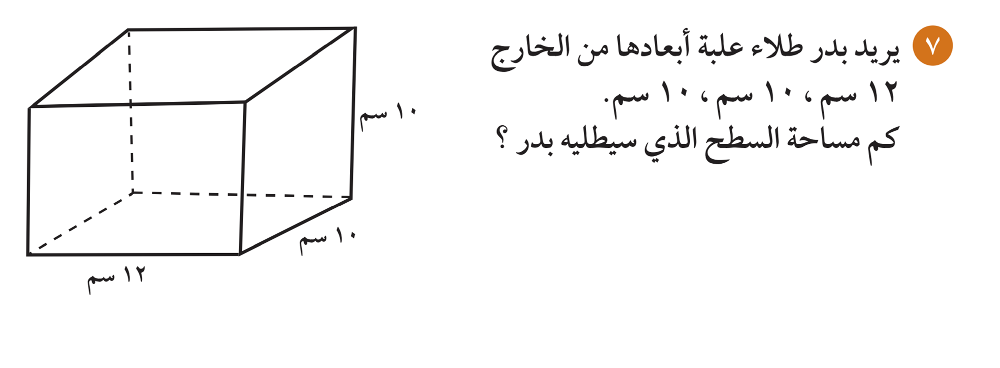 ٧ يريد بدر طلاء علبة أبعادها من الخارج
١٢ سم ، ١٠ سم ، ١٠ سم.
كم مساحة السطح الذي سيطليه بدر ؟
١٠ سم
١٠ سم
١٢ سم